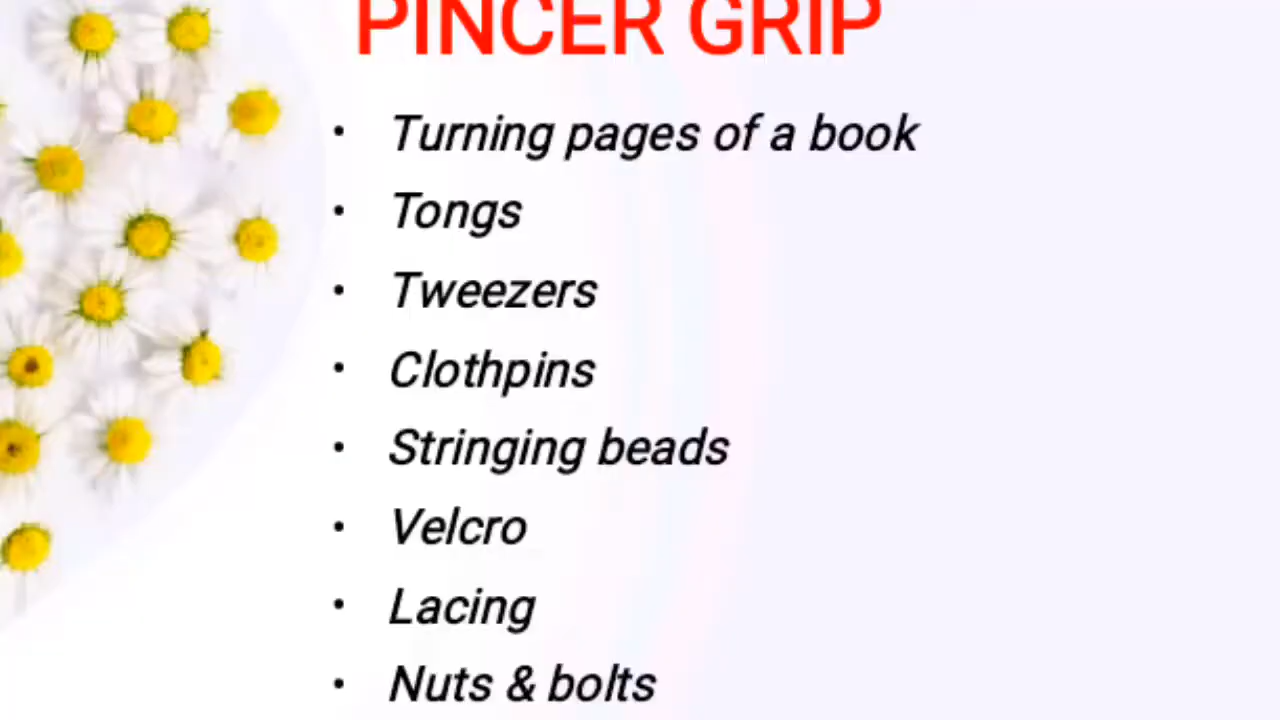 PINCER GRIP
• Turning pages of a book
• Tongs
• Tweezers
• Clothpins
• Stringing beads
• Velcro
• Lacing
• Nuts & bolts